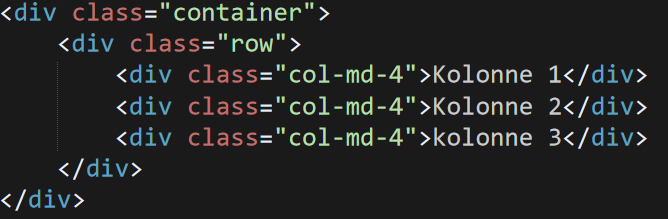 <div class="container">
    <div class="row">
        <div class="col-md-4">Kolonne 1</div>
        <div class="col-md-4">Kolonne 2</div>
        <div class="col-md-4">kolonne 3</div>
    </div>
</div>